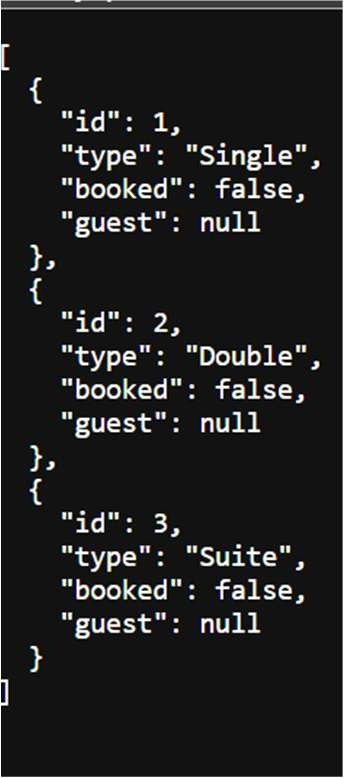 [
  {
    "id": 1,
    "type": "Single",
    "booked": false,
    "guest": null
  },
  {
    "id": 2,
    "type": "Double",
    "booked": false,
    "guest": null
  },
  {
    "id": 3,
    "type": "Suite",
    "booked": false,
    "guest": null
  }
]